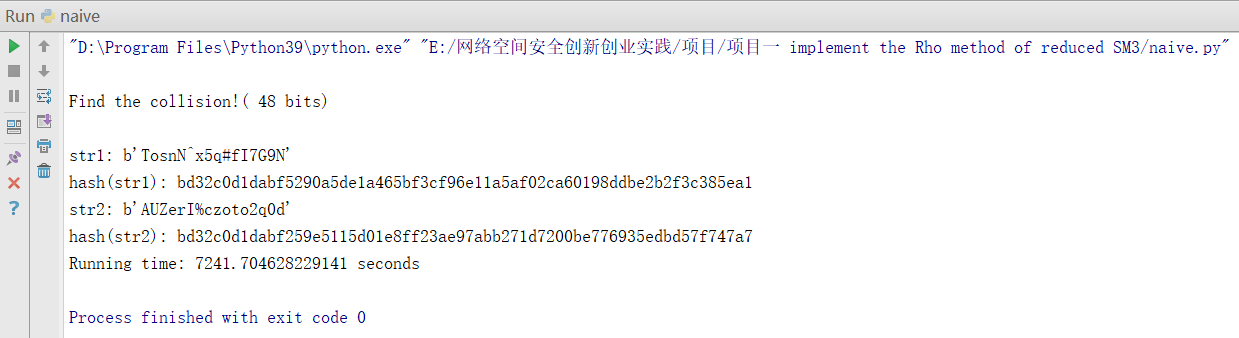 Run naive
"D:\Program Files\Python39\python.exe" "E:/网络空间安全创新创业实践/项目/项目一 implement the Rho method of reduced SM3/naive.py"
Find the collision!( 48 bits)
str1: b'TosnN^x5q#fI7G9N'
hash(str1): bd32c0d1dabf5290a5de1a465bf3cf96e11a5af02ca60198ddbe2b2f3c385ea1
str2: b'AUZerI%czoto2q0d'
hash(str2): bd32c0d1dabf259e5115d01e8ff23ae97abb271d7200be776935edbd57f747a7
Running time: 7241.704628229141 seconds
Process finished with exit code 0